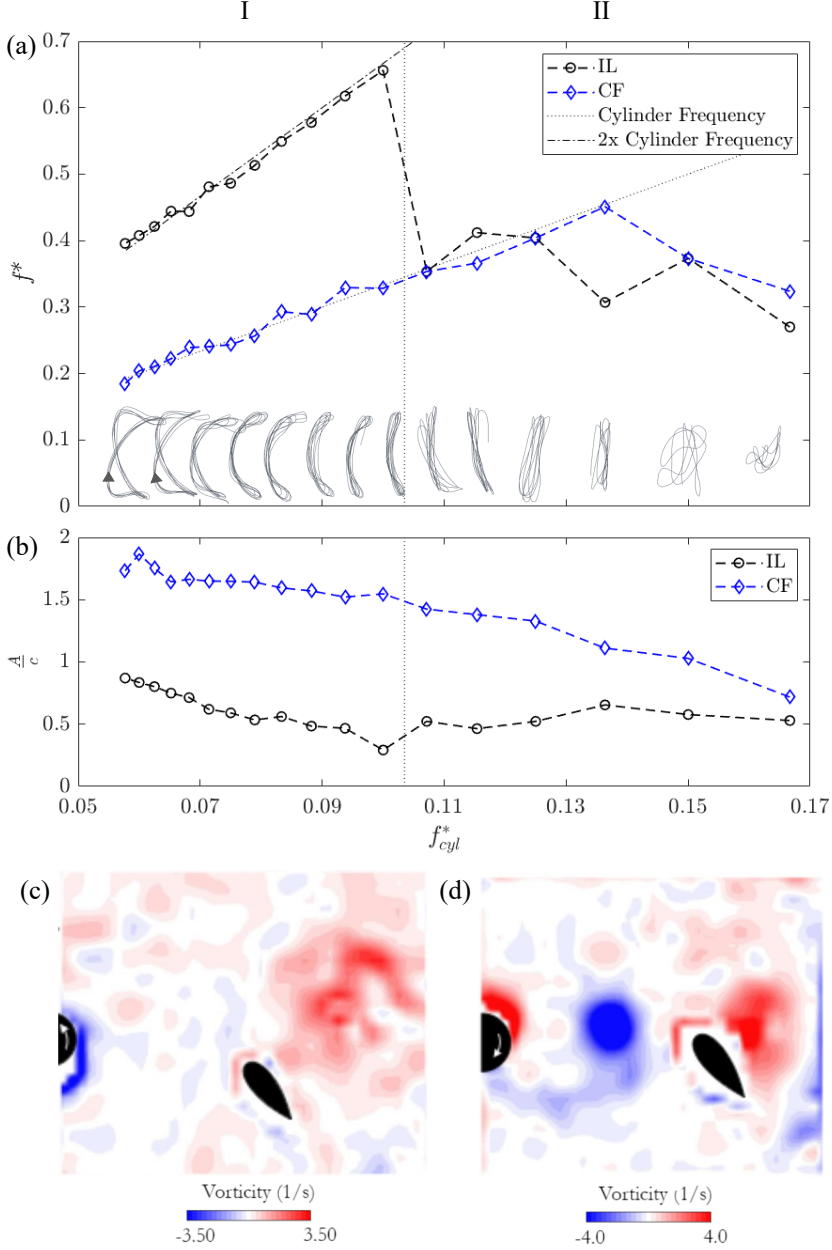 I II
(a)
0.7
0.6
0.5
0.4
0.3
0.2
0.1
0
f*
IL
CF
Cylinder Frequency
2x Cylinder Frequency
(b)
2
1.5
1
0.5
0
A/c
IL
CF
0.05 0.07 0.09 0.11 0.13 0.15 0.17
f*cyl
(c) (d)
Vorticity (1/s) Vorticity (1/s)
-3.50 3.50 -4.0 4.0